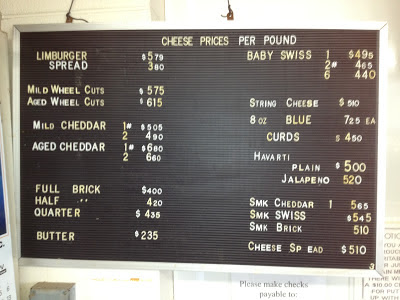 CHEESE PRICES PER POUND
LIMBURGER $579
SPREAD 380
MILD WHEEL CUTS $575
AGED WHEEL CUTS $615
MILD CHEDDAR 1# $505
2 490
AGED CHEDDAR 1# $680
2 660
FULL BRICK $400
HALF " 420
QUARTER $435
BUTTER $235
BABY SWISS 1 $495
2# 465
6 440
STRING CHEESE $510
8 OZ BLUE 725 EA
CURDS $450
HAVARTI
PLAIN $500
JALAPENO 520
SMK CHEDDAR 1 565
SMK SWISS $545
SMK BRICK 510
CHEESE SP EAD $510
Please make checks
payable to: